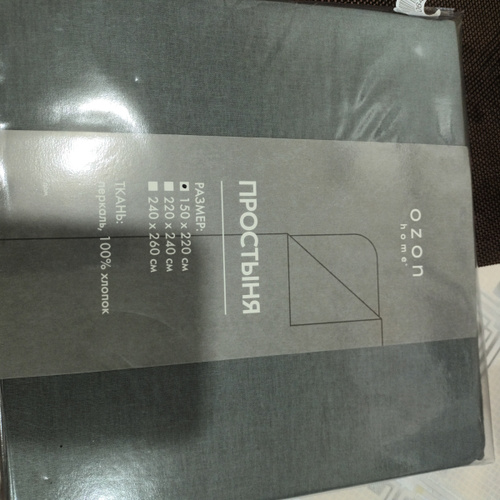 ozon
home®
ПРОСТЫНЯ
РАЗМЕР:
150 х 220 см
220 х 240 см
240 х 260 см
ТКАНЬ:
перкаль, 100% хлопок